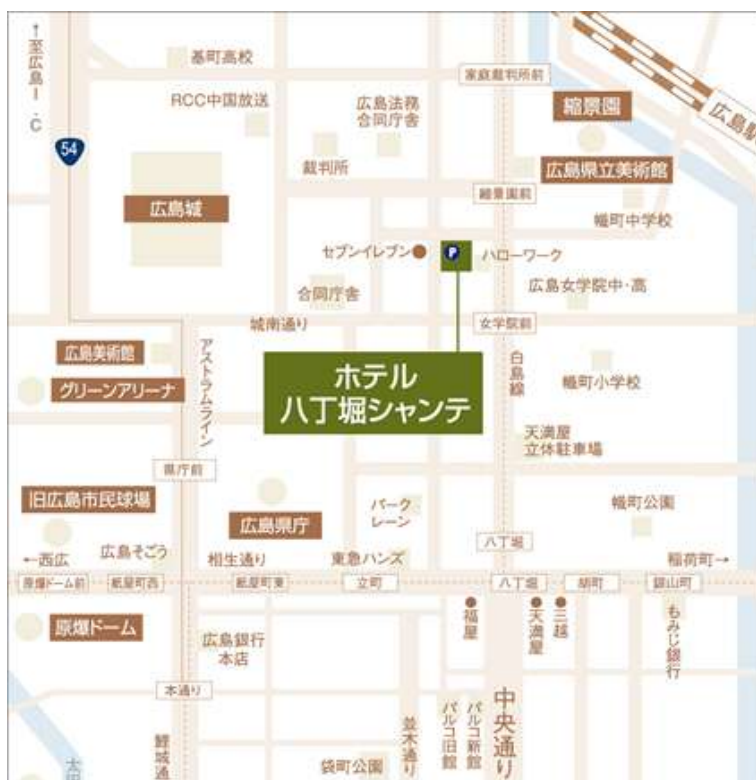 ↑至広島I.C
54
基町高校
RCC中国放送
広島法務
合同庁舎
裁判所
家庭裁判所前
縮景園
広島県立美術館
広島駅
広島城
縮景園前
幟町中学校
セブンイレブン
P
ハローワーク
合同庁舎
広島女学院中・高
城南通り
女学院前
広島美術館
グリーンアリーナ
アストラムライン
ホテル
八丁堀シャンテ
白島線
幟町小学校
天満屋
立体駐車場
県庁前
旧広島市民球場
広島県庁
パーク
レーン
幟町公園
←西広
広島そごう
相生通り
東急ハンズ
八丁堀
稲荷町→
原爆ドーム前
紙屋町西
紙屋町東
立町
八丁堀
胡町
銀山町
原爆ドーム
広島銀行
本店
福屋
天満屋
三越
もみじ銀行
本通り
鯉城通
袋町公園
並木通り
パルコ旧館
パルコ新館
中央通り
太田